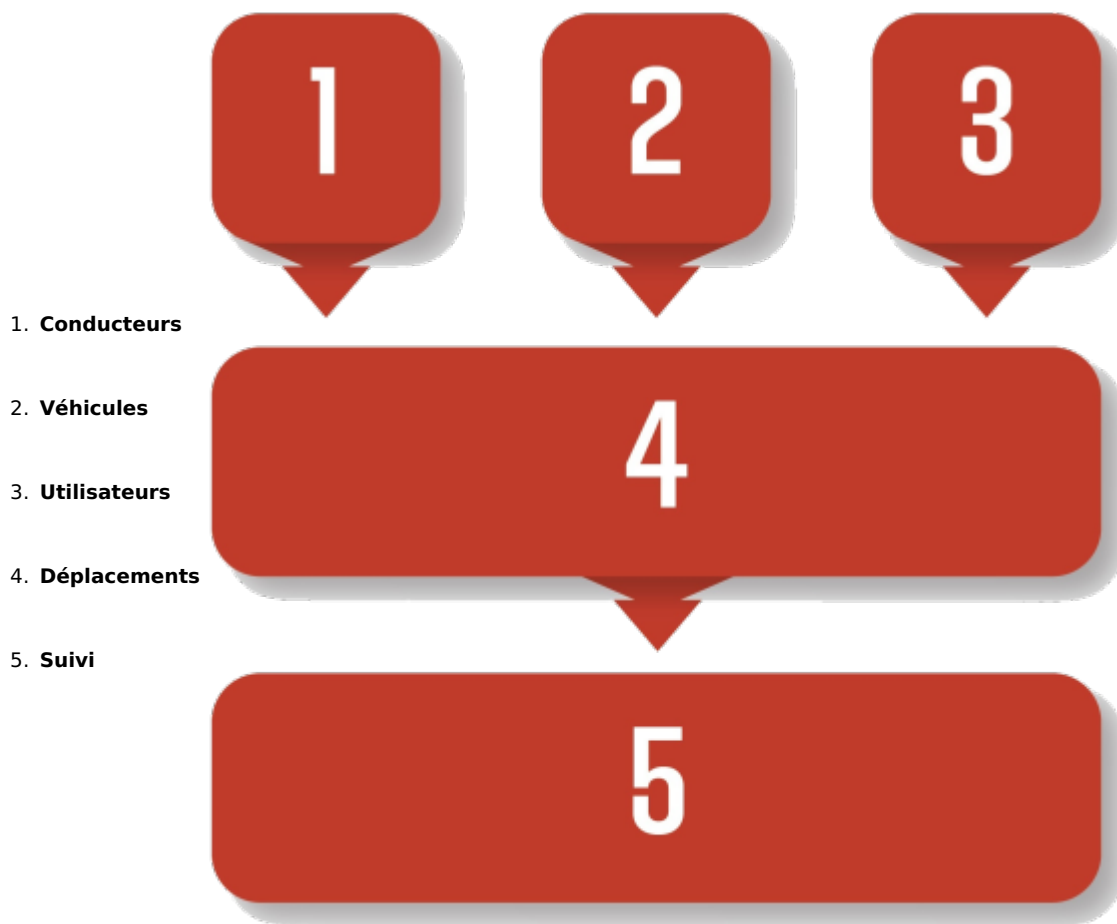 1
2
3
1. Conducteurs
2. Véhicules
4
3. Utilisateurs
4. Déplacements
5. Suivi
5